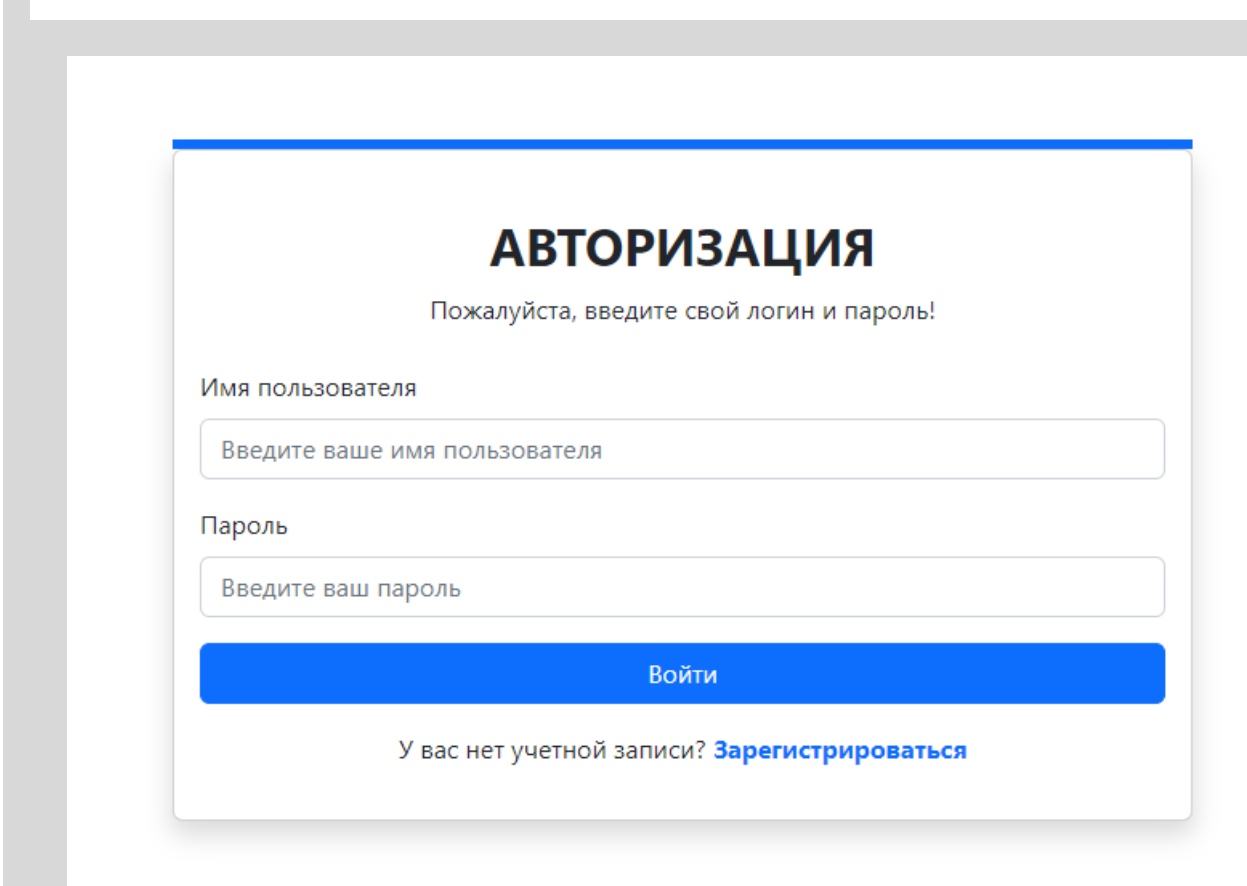 АВТОРИЗАЦИЯ
Пожалуйста, введите свой логин и пароль!
Имя пользователя
Введите ваше имя пользователя
Пароль
Введите ваш пароль
Войти
У вас нет учетной записи? Зарегистрироваться